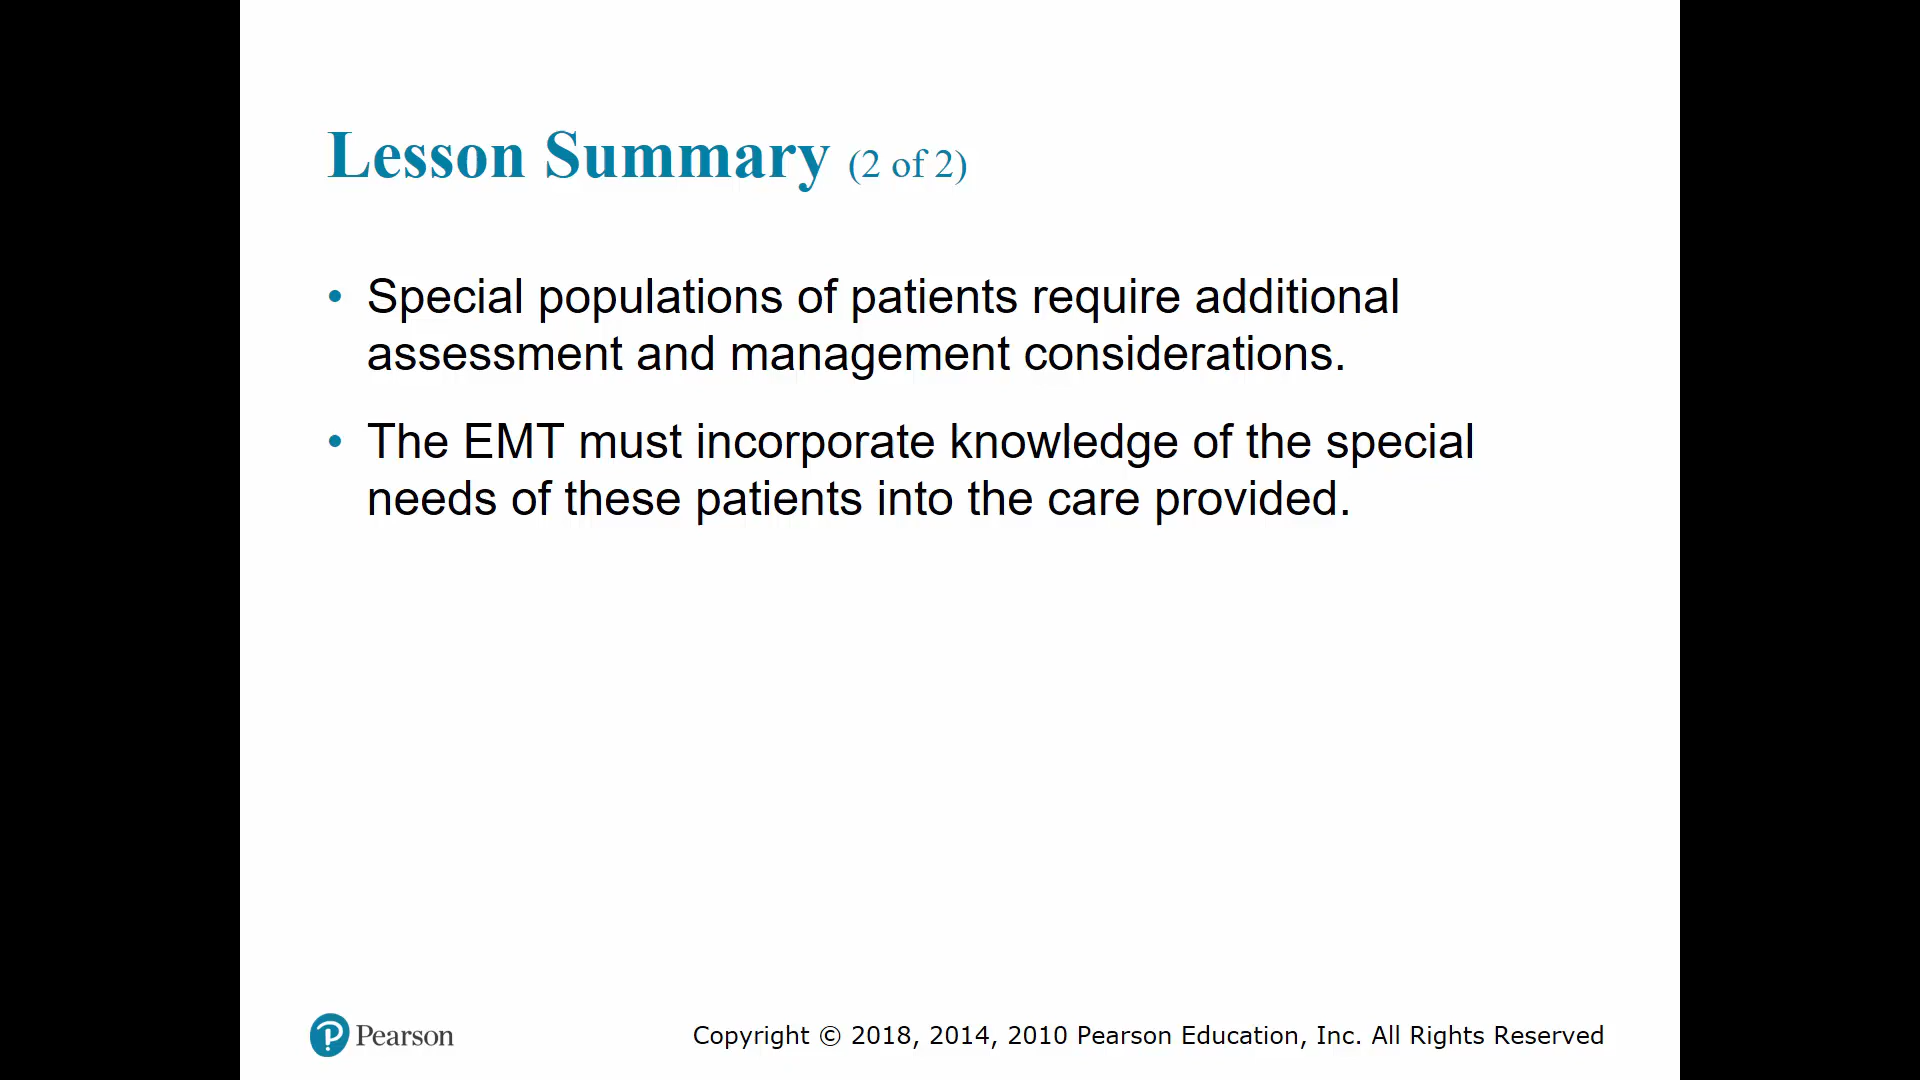 Lesson Summary (2 of 2)
• Special populations of patients require additional
assessment and management considerations.
• The EMT must incorporate knowledge of the special
needs of these patients into the care provided.
Pearson
Copyright © 2018, 2014, 2010 Pearson Education, Inc. All Rights Reserved